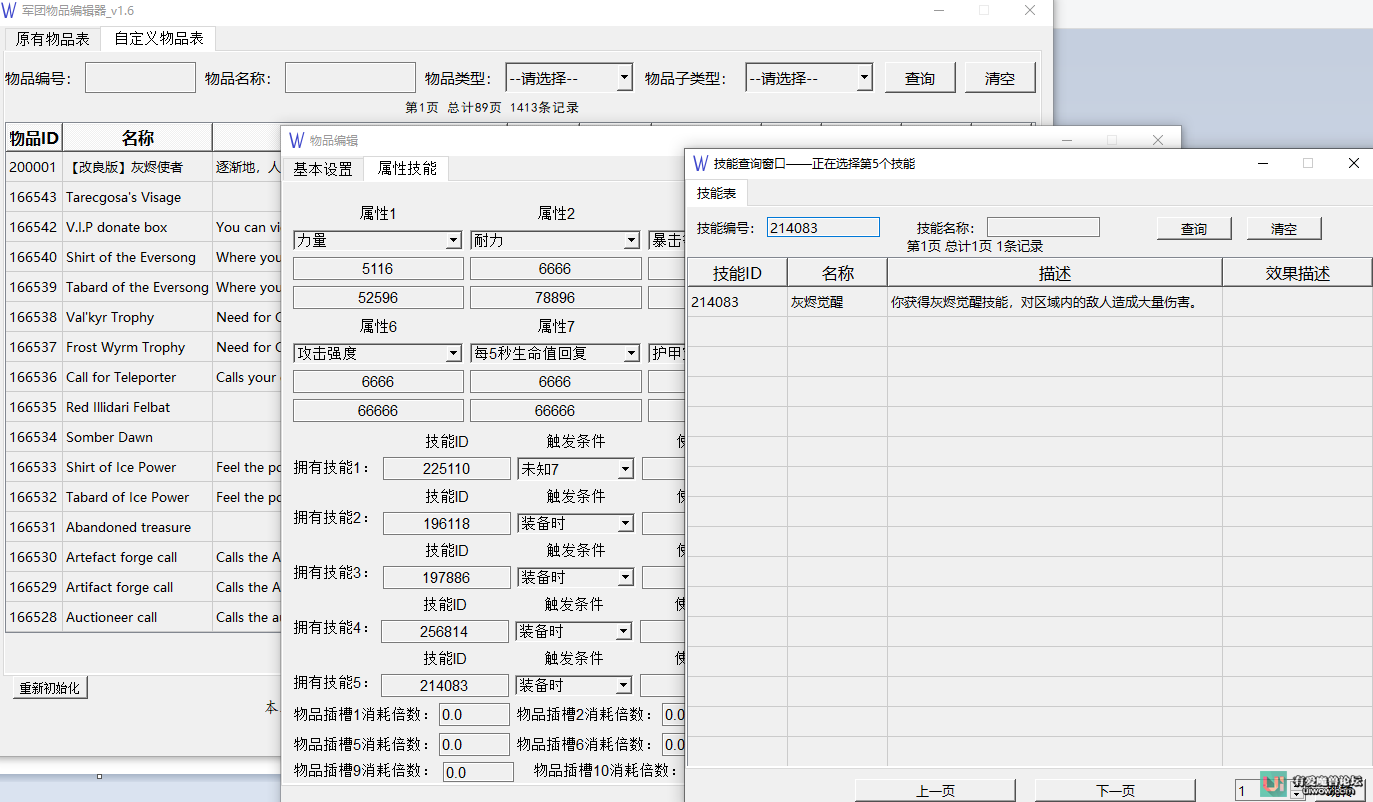 军团物品编辑器_v1.6
原有物品表 自定义物品表
物品编号： 物品名称： 物品类型： --请选择-- 物品子类型： --请选择-- 查询 清空
第1页 总计89页 1413条记录
物品ID 名称
200001 【改良版】灰烬使者 逐渐地，人
166543 Tarecgosa's Visage
166542 V.I.P donate box You can vi
166540 Shirt of the Eversong Where you
166539 Tabard of the Eversong Where you
166538 Val'kyr Trophy Need for
166537 Frost Wyrm Trophy Need for
166536 Call for Teleporter Calls your
166535 Red Illidari Felbat
166534 Somber Dawn
166533 Shirt of Ice Power Feel the po
166532 Tabard of Ice Power Feel the po
166531 Abandoned treasure
166530 Artefact forge call Calls the A
166529 Artifact forge call Calls the A
166528 Auctioneer call Calls the au
重新初始化
本
物品编辑
基本设置 属性技能
属性1 属性2
力量 耐力 暴击
5116 6666
52596 78896
属性6 属性7
攻击强度 每5秒生命值回复 护甲
6666 6666
66666 66666
技能ID 触发条件
拥有技能1： 225110 未知7
技能ID 触发条件
拥有技能2： 196118 装备时
技能ID 触发条件
拥有技能3： 197886 装备时
技能ID 触发条件
拥有技能4： 256814 装备时
技能ID 触发条件
拥有技能5： 214083 装备时
物品插槽1消耗倍数： 0.0 物品插槽2消耗倍数： 0.0
物品插槽5消耗倍数： 0.0 物品插槽6消耗倍数： 0.0
物品插槽9消耗倍数： 0.0 物品插槽10消耗倍数：
技能查询窗口——正在选择第5个技能
技能表
技能编号： 214083 技能名称： 查询 清空
第1页 总计1页 1条记录
技能ID 名称 描述 效果描述
214083 灰烬觉醒 你获得灰烬觉醒技能，对区域内的敌人造成大量伤害。
上一页 下一页 1
有爱魔兽论坛
uiwow.com